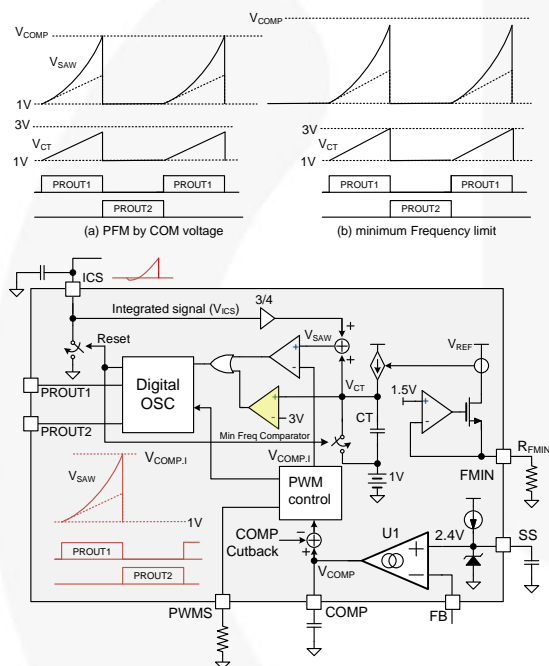 VCOMP
VSAW
1V
3V
VCT
1V
PROUT1
PROUT1
PROUT2
(a) PFM by COM voltage
VCOMP
3V
VCT
1V
PROUT1
PROUT1
PROUT2
(b) minimum Frequency limit
ICS
Integrated signal (VICS)
3/4
Reset
VSAW
+
+
VREF
PROUT1
Digital
OSC
+
-
VCT
+
-
3V
CT
1.5V
+
-
PROUT2
Min Freq Comparator
RFMIN
VCOMP.I
VCOMP.I
1V
FMIN
VSAW
1V
PWM
control
PROUT1
PROUT2
COMP
Cutback
−
+
VCOMP
U1
+
−
2.4V
SS
PWMS
COMP
FB